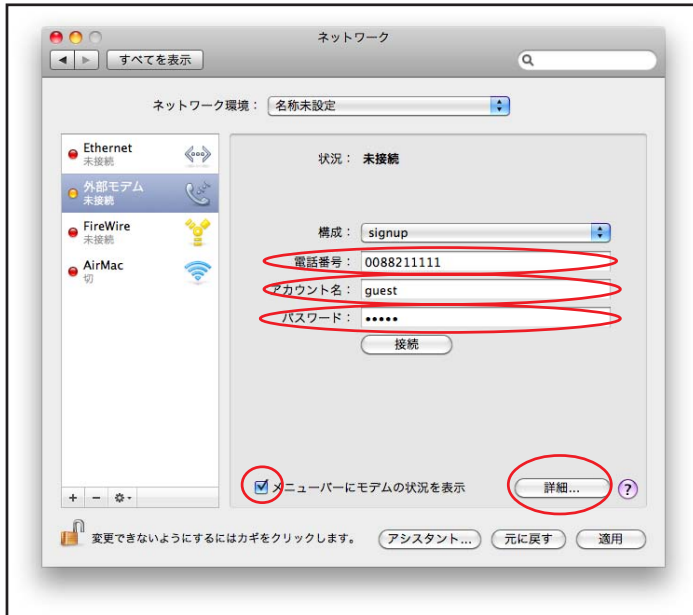 ネットワーク
すべてを表示
ネットワーク環境： 名称未設定
Ethernet
未接続
外部モデム
未接続
FireWire
未接続
AirMac
切
状況： 未接続
構成： signup
電話番号： 0088211111
アカウント名： guest
パスワード： •••••
接続
メニューバーにモデムの状況を表示
詳細...
?
変更できないようにするにはカギをクリックします。
アシスタント...
元に戻す
適用